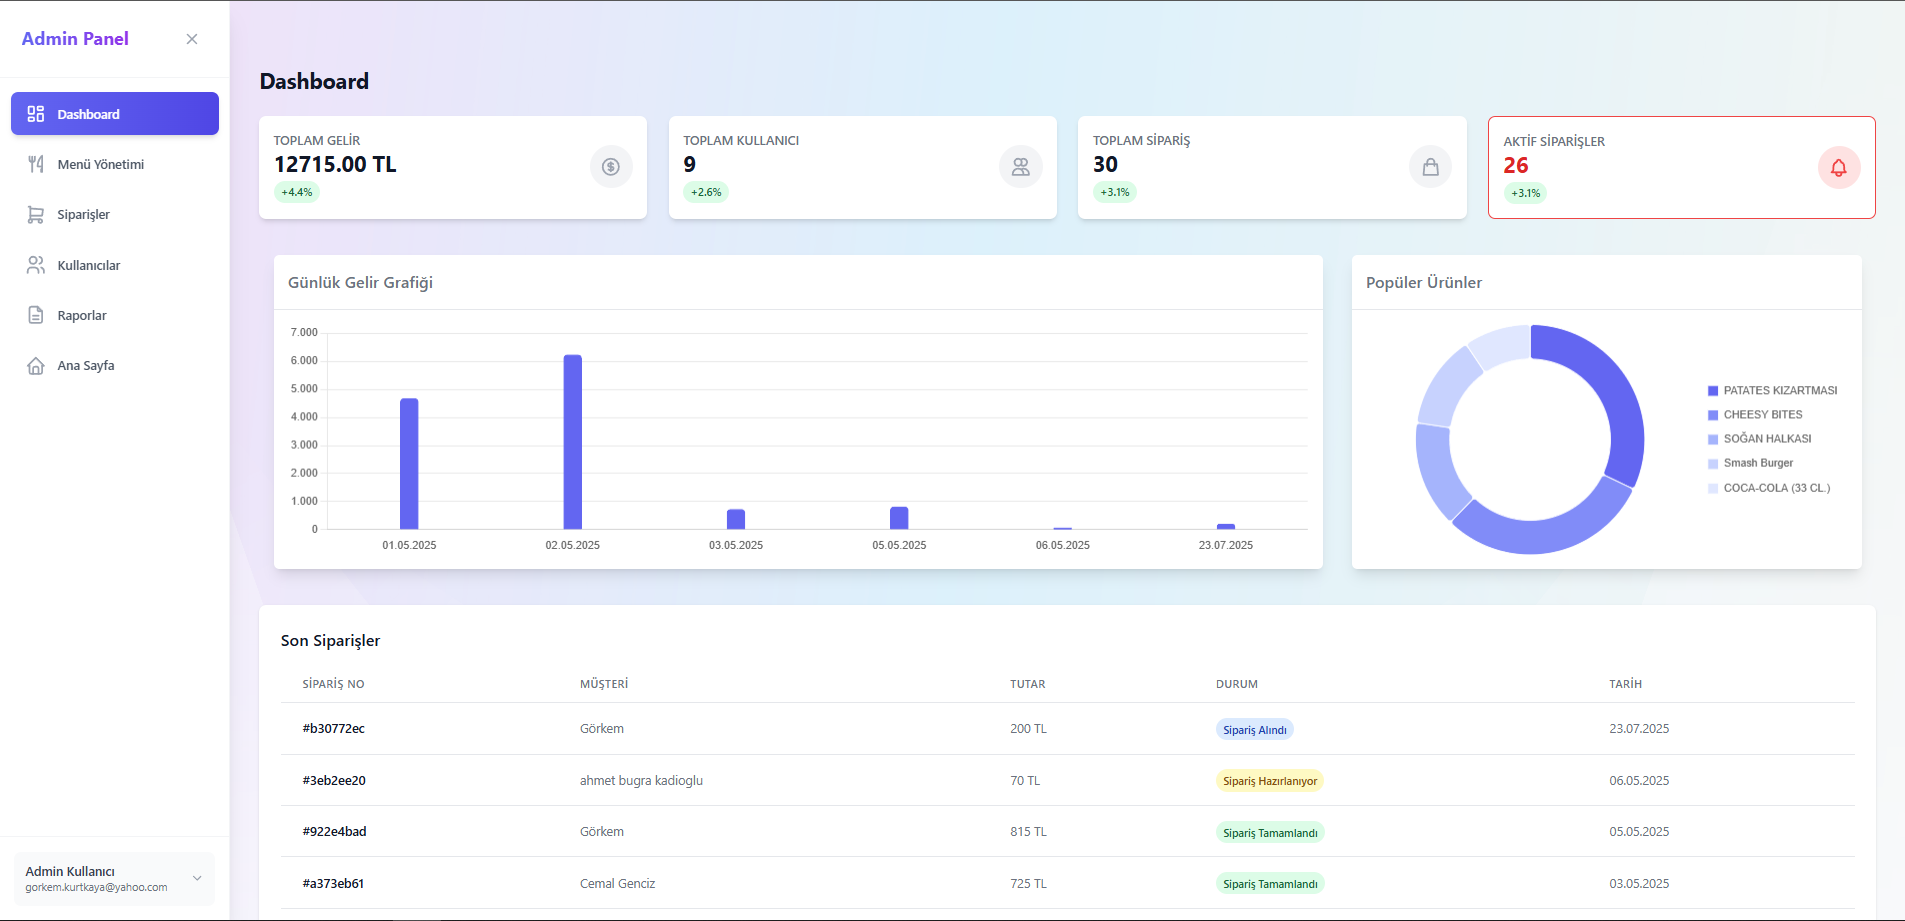 Admin Panel
Dashboard
Menü Yönetimi
Siparişler
Kullanıcılar
Raporlar
Ana Sayfa
Admin Kullanıcı
gorkem.kurtkaya@yahoo.com
Dashboard
TOPLAM GELİR
12715.00 TL
+4.4%
TOPLAM KULLANICI
9
+2.6%
TOPLAM SİPARİŞ
30
+3.1%
AKTİF SİPARİŞLER
26
+3.1%
Günlük Gelir Grafiği
7.000
6.000
5.000
4.000
3.000
2.000
1.000
0
01.05.2025 02.05.2025 03.05.2025 05.05.2025 06.05.2025 23.07.2025
Popüler Ürünler
PATATES KIZARTMASI
CHEESY BITES
SOĞAN HALKASI
Smash Burger
COCA-COLA (33 CL.)
Son Siparişler
SİPARİŞ NO MÜŞTERİ TUTAR DURUM TARİH
#b30772ec Görkem 200 TL Sipariş Alındı 23.07.2025
#3eb2ee20 ahmet bugra kadioglu 70 TL Sipariş Hazırlanıyor 06.05.2025
#922e4bad Görkem 815 TL Sipariş Tamamlandı 05.05.2025
#a373eb61 Cemal Genciz 725 TL Sipariş Tamamlandı 03.05.2025